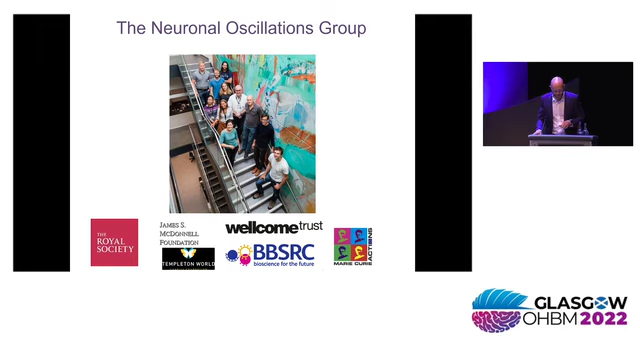 The Neuronal Oscillations Group
THE
ROYAL
SOCIETY
JAMES S.
MCDONNELL
FOUNDATION
TEMPLETON WORLD
wellcometrust
BBSRC
bioscience for the future
MARIE CURIE
ACTIONS
GLASGOW
OHBM 2022